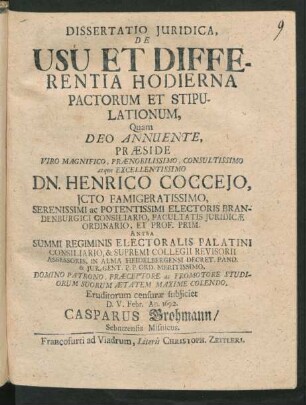 9
DISSERTATIO JURIDICA,
DE
USU ET DIFFE-
RENTIA HODIERNA
PACTORUM ET STIPU-
LATIONUM,
Quam
DEO ANNUENTE,
PRÆSIDE
VIRO MAGNIFICO, PRÆNOBILISSIMO, CONSULTISSIMO
atque EXCELLENTISSIMO
DN. HENRICO COCCEJO,
JCTO FAMIGERATISSIMO,
SERENISSIMI ac POTENTISSIMI ELECTORIS BRAN-
DENBURGICI CONSILIARIO, FACULTATIS JURIDICÆ
ORDINARIO, ET PROF. PRIM.
ANTEA
SUMMI REGIMINIS ELECTORALIS PALATINI
CONSILIARIO, & SUPREMI COLLEGII REVISORII
ASSESSORIS, IN ALMA HEIDELBERGENSI DECRET. PAND.
& JUR. GENT. P. P. ORD. MERITISSIMO,
DOMINO PATRONO, PRÆCEPTORE ac PROMOTORE STUDI-
ORUM SUORUM ÆTATEM MAXIME COLENDO,
Eruditorum censuræ subjiciet
D. V. Febr. An. 1692.
CASPARUS Brohmann/
Misnicus.
Francofurti ad Viadrum, Literis CHRISTOPH. ZEITLERI.